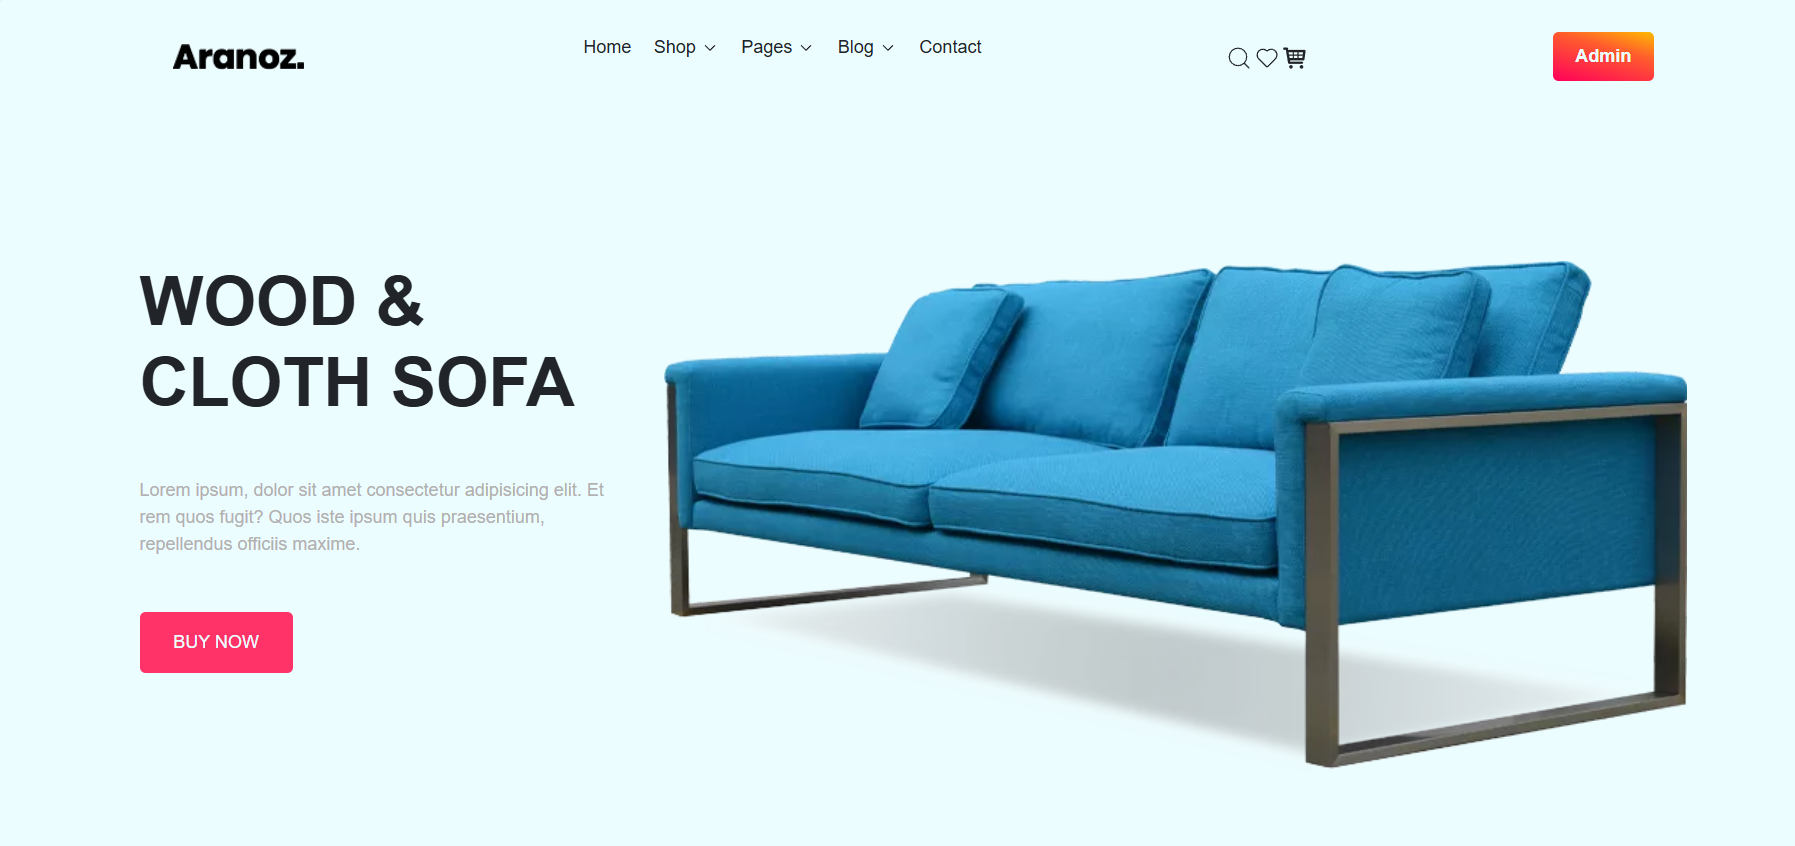 Aranoz.
Home Shop Pages Blog Contact
Admin
WOOD &
CLOTH SOFA
Lorem ipsum, dolor sit amet consectetur adipisicing elit. Et
rem quos fugit? Quos iste ipsum quis praesentium,
repellendus officiis maxime.
BUY NOW